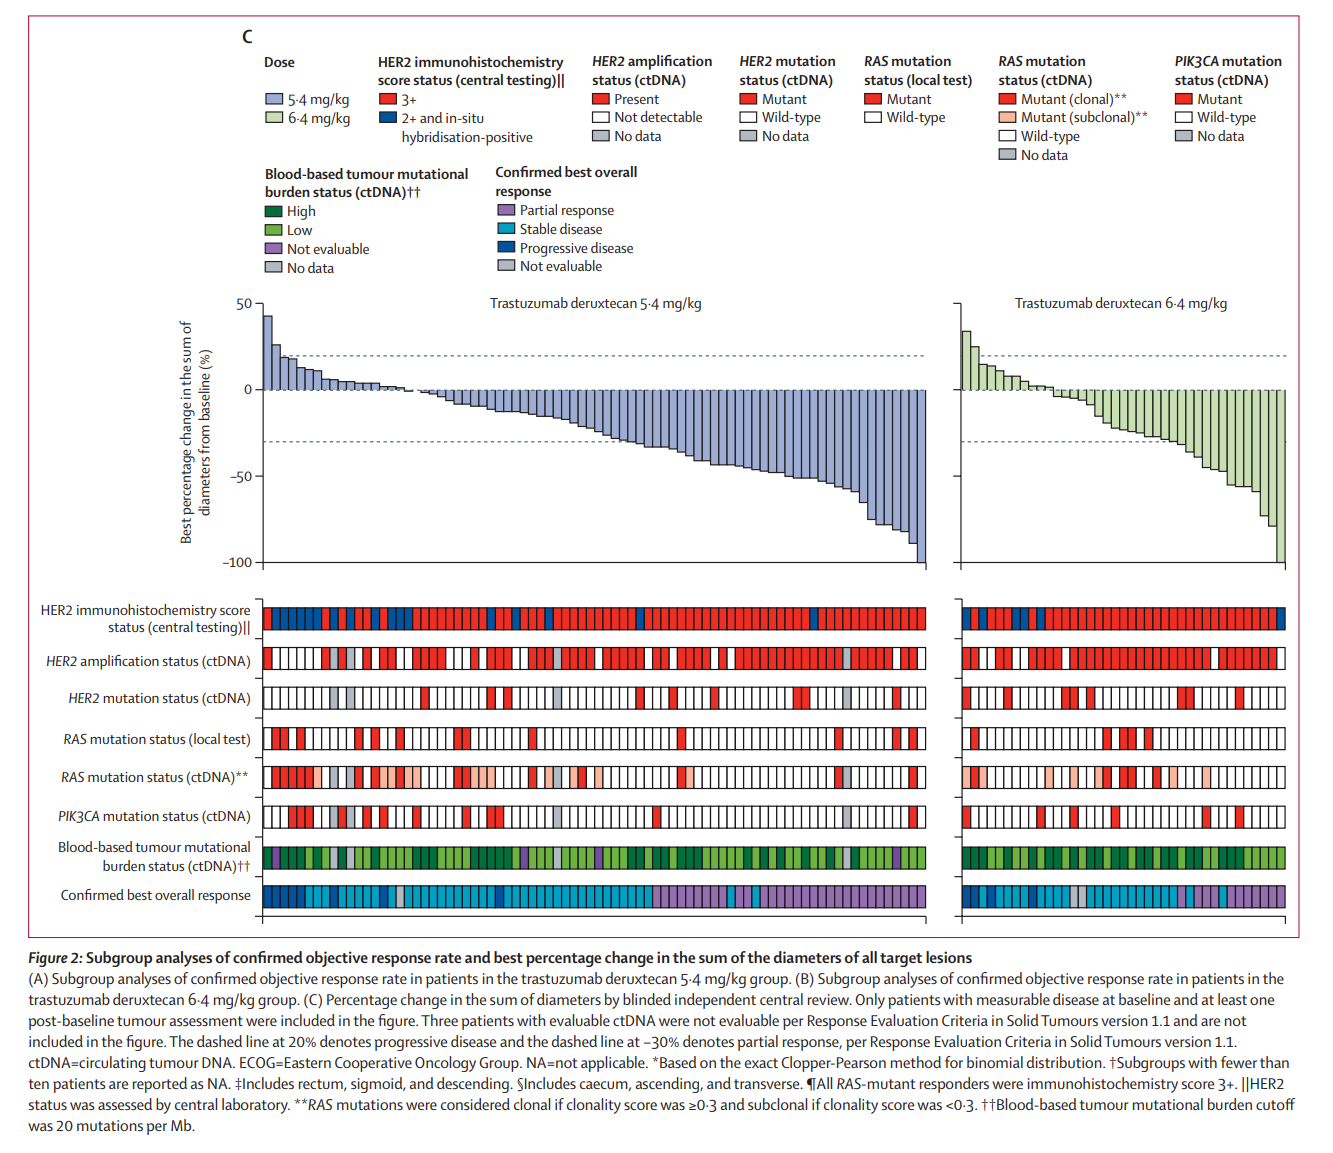 C
Dose
5·4 mg/kg
6·4 mg/kg
HER2 immunohistochemistry
score status (central testing)||
3+
2+ and in-situ
hybridisation-positive
HER2 amplification
status (ctDNA)
Present
Not detectable
No data
HER2 mutation
status (ctDNA)
Mutant
Wild-type
No data
RAS mutation
status (local test)
Mutant
Wild-type
RAS mutation
status (ctDNA)
Mutant (clonal)**
Mutant (subclonal)**
Wild-type
No data
PIK3CA mutation
status (ctDNA)
Mutant
Wild-type
No data
Blood-based tumour mutational
burden status (ctDNA)††
High
Low
Not evaluable
No data
Confirmed best overall
response
Partial response
Stable disease
Progressive disease
Not evaluable
Trastuzumab deruxtecan 5·4 mg/kg
Trastuzumab deruxtecan 6·4 mg/kg
Best percentage change in the sum of
diameters from baseline (%)
50
0
–50
–100
HER2 immunohistochemistry score
status (central testing)||
HER2 amplification status (ctDNA)
HER2 mutation status (ctDNA)
RAS mutation status (local test)
RAS mutation status (ctDNA)**
PIK3CA mutation status (ctDNA)
Blood-based tumour mutational
burden status (ctDNA)††
Confirmed best overall response
Figure 2: Subgroup analyses of confirmed objective response rate and best percentage change in the sum of the diameters of all target lesions
(A) Subgroup analyses of confirmed objective response rate in patients in the trastuzumab deruxtecan 5·4 mg/kg group. (B) Subgroup analyses of confirmed objective response rate in patients in the
trastuzumab deruxtecan 6·4 mg/kg group. (C) Percentage change in the sum of diameters by blinded independent central review. Only patients with measurable disease at baseline and at least one
post-baseline tumour assessment were included in the figure. Three patients with evaluable ctDNA were not evaluable per Response Evaluation Criteria in Solid Tumours version 1.1 and are not
included in the figure. The dashed line at 20% denotes progressive disease and the dashed line at –30% denotes partial response, per Response Evaluation Criteria in Solid Tumours version 1.1.
ctDNA=circulating tumour DNA. ECOG=Eastern Cooperative Oncology Group. NA=not applicable. *Based on the exact Clopper-Pearson method for binomial distribution. †Subgroups with fewer than
ten patients are reported as NA. ‡Includes rectum, sigmoid, and descending. §Includes caecum, ascending, and transverse. ¶All RAS-mutant responders were immunohistochemistry score 3+. ||HER2
status was assessed by central laboratory. **RAS mutations were considered clonal if clonality score was ≥0·3 and subclonal if clonality score was <0·3. ††Blood-based tumour mutational burden cutoff
was 20 mutations per Mb.